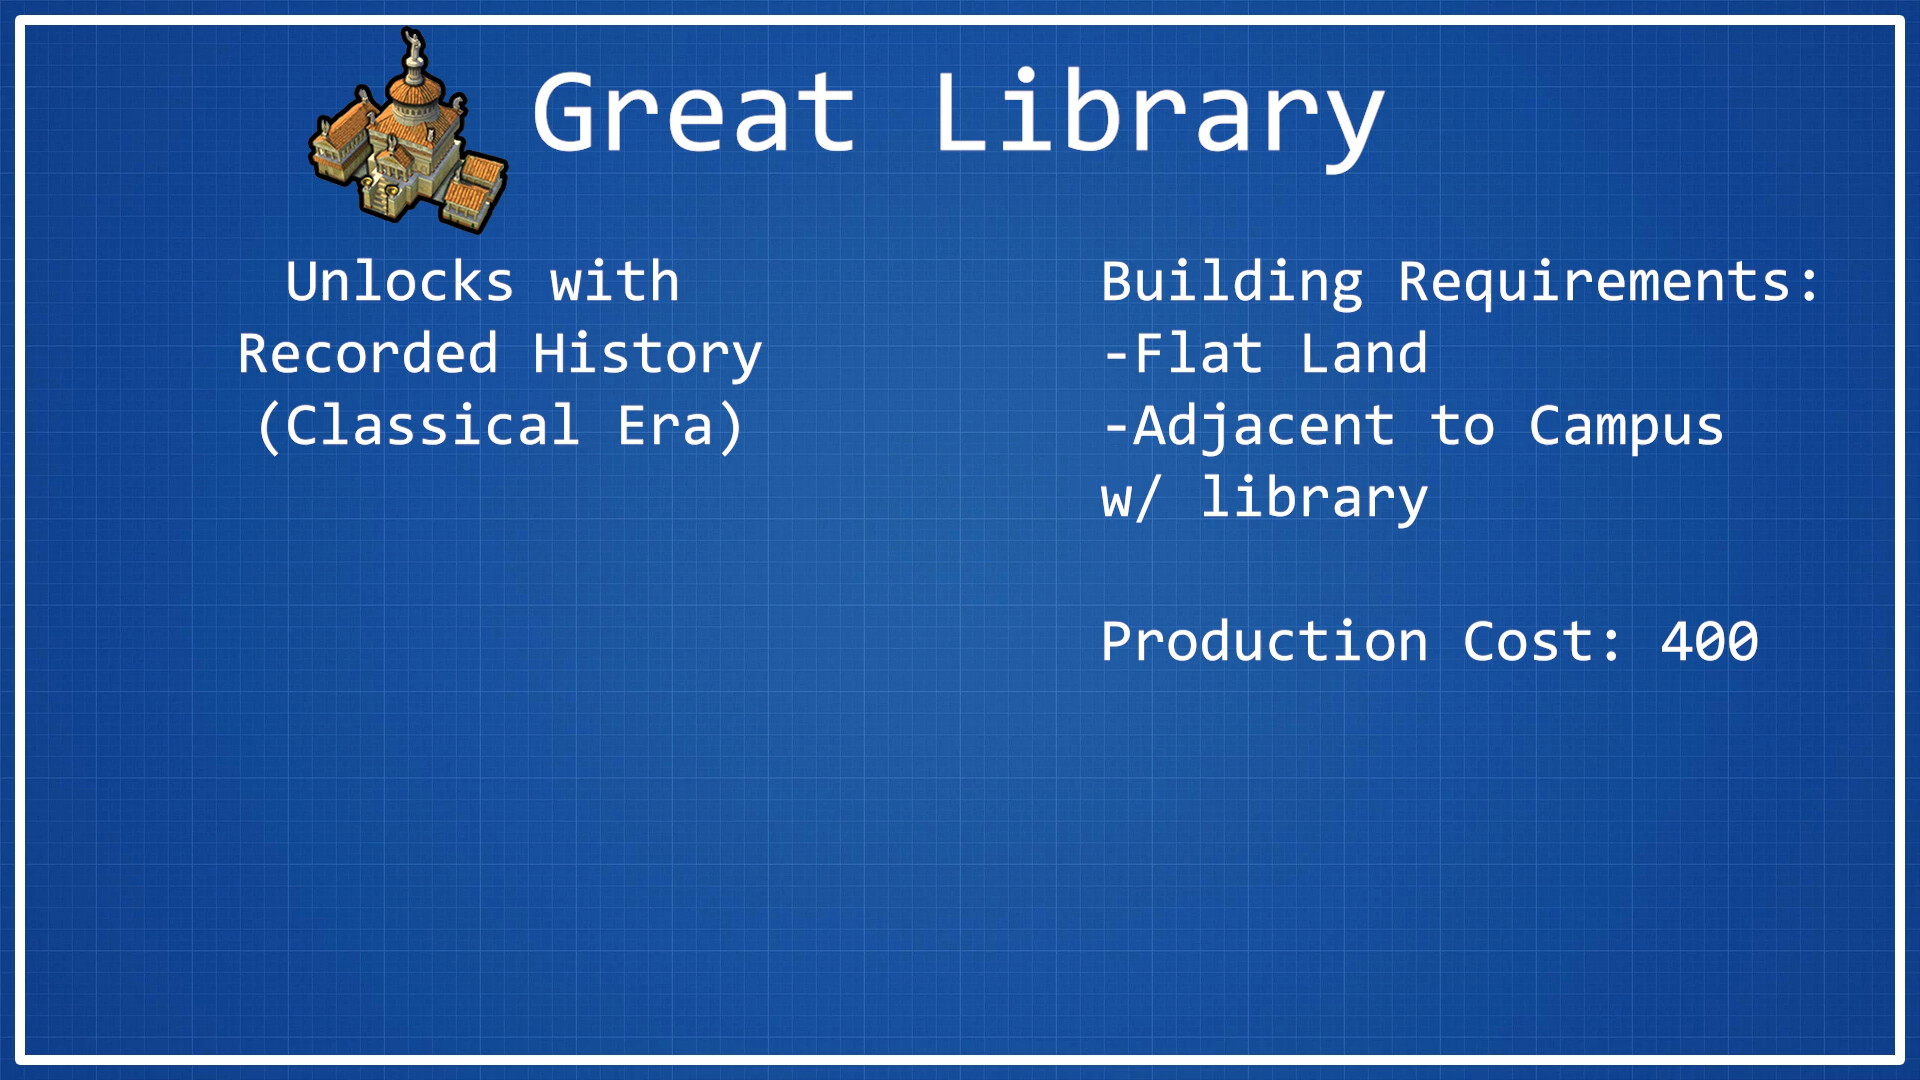 Great Library
Unlocks with
Recorded History
(Classical Era)
Building Requirements:
-Flat Land
-Adjacent to Campus
w/ library
Production Cost: 400